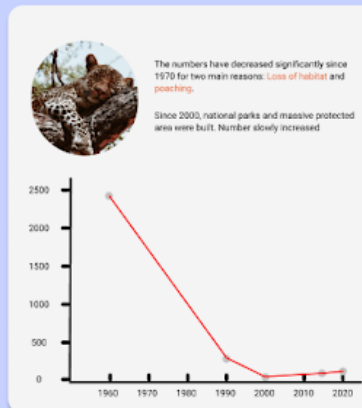 The numbers have decreased significantly since
1970 for two main reasons: Loss of habitat and
poaching.
Since 2000, national parks and massive protected
area were built. Number slowly increased
2500
2000
1500
1000
500
0
1960 1970 1980 1990 2000 2010 2020